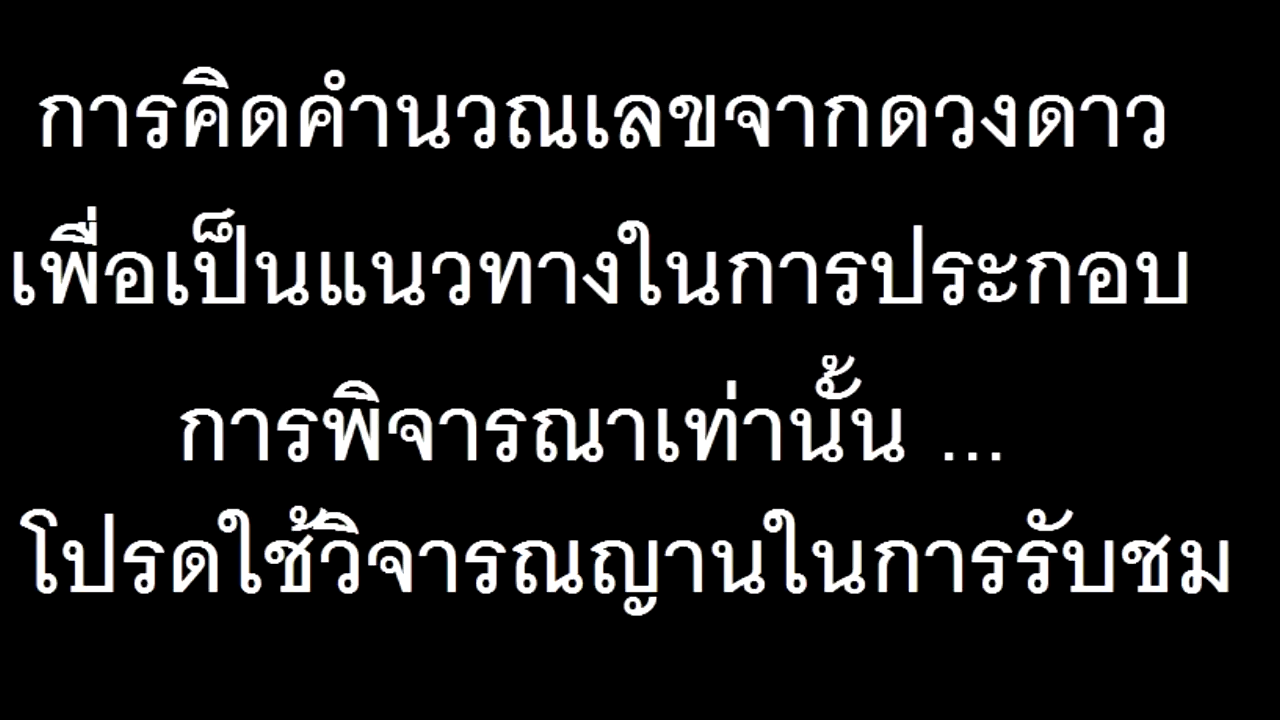 การคิดคำนวณเลขจากดวงดาว
เพื่อเป็นแนวทางในการประกอบ
การพิจารณาเท่านั้น ...
โปรดใช้วิจารณญานในการรับชม